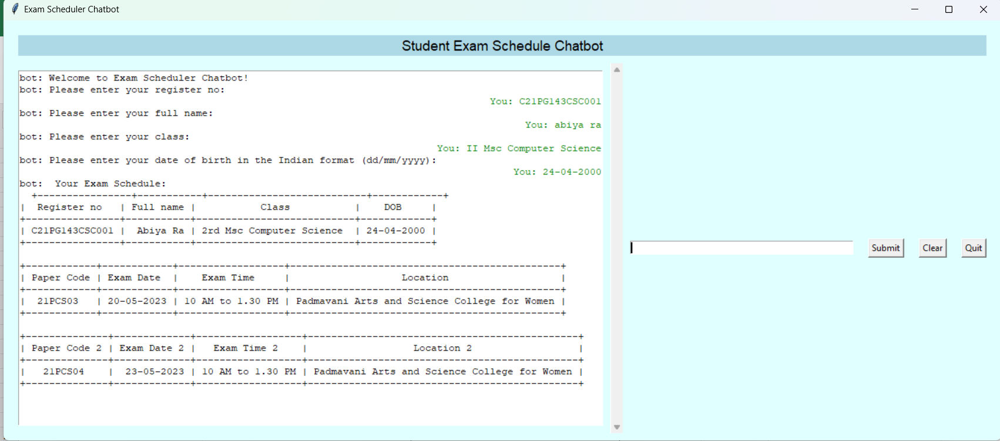 Exam Scheduler Chatbot
Student Exam Schedule Chatbot
bot: Welcome to Exam Scheduler Chatbot!
bot: Please enter your register no:
You: C21PG143CSC001
bot: Please enter your full name:
You: abiya ra
bot: Please enter your class:
You: II Msc Computer Science
bot: Please enter your date of birth in the Indian format (dd/mm/yyyy):
You: 24-04-2000
bot:  Your Exam Schedule:
| Register no | Full name | Class | DOB |
| C21PG143CSC001 | Abiya Ra | 2rd Msc Computer Science | 24-04-2000 |
| Paper Code | Exam Date | Exam Time | Location |
| 21PCS03 | 20-05-2023 | 10 AM to 1.30 PM | Padmavani Arts and Science College for Women |
| Paper Code 2 | Exam Date 2 | Exam Time 2 | Location 2 |
| 21PCS04 | 23-05-2023 | 10 AM to 1.30 PM | Padmavani Arts and Science College for Women |
Submit Clear Quit